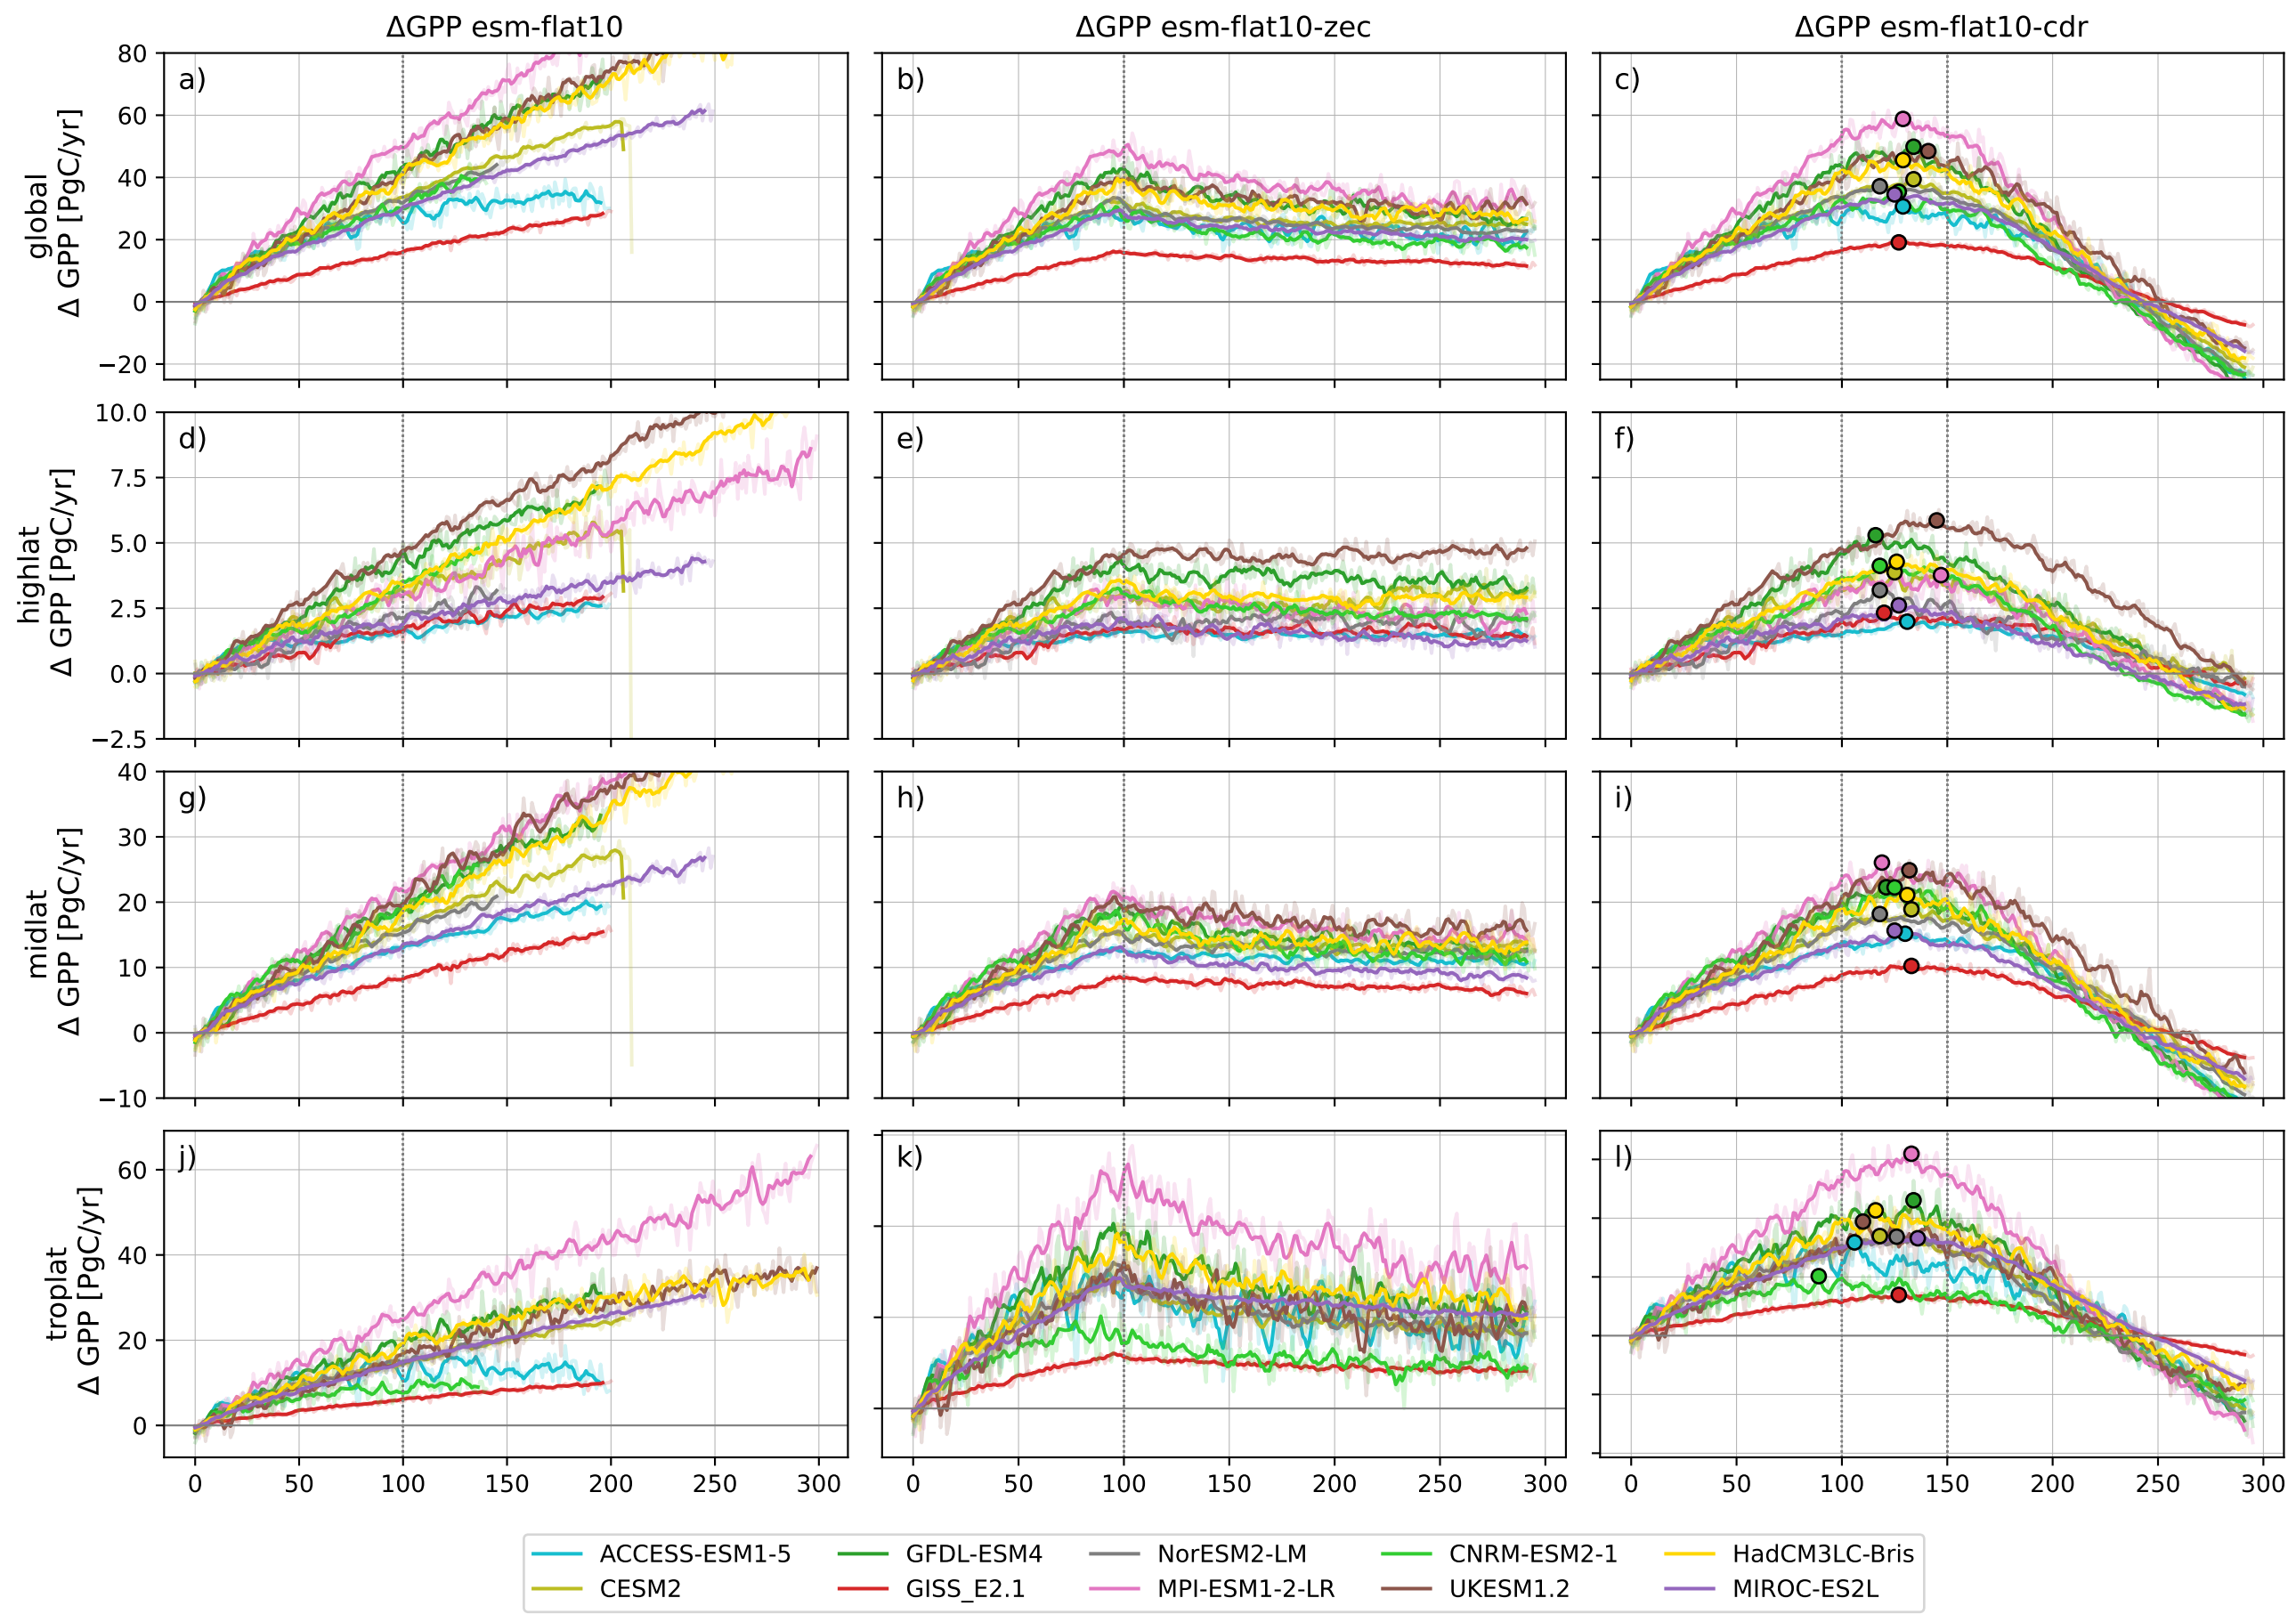 ΔGPP esm-flat10 ΔGPP esm-flat10-zec ΔGPP esm-flat10-cdr
global
Δ GPP [PgC/yr]
80
60
40
20
0
−20
a) b) c)
highlat
Δ GPP [PgC/yr]
10.0
7.5
5.0
2.5
0.0
−2.5
d) e) f)
midlat
Δ GPP [PgC/yr]
40
30
20
10
0
−10
g) h) i)
troplat
Δ GPP [PgC/yr]
60
40
20
0
j) k) l)
0 50 100 150 200 250 300 0 50 100 150 200 250 300 0 50 100 150 200 250 300
ACCESS-ESM1-5 GFDL-ESM4 NorESM2-LM CNRM-ESM2-1 HadCM3LC-Bris
CESM2 GISS_E2.1 MPI-ESM1-2-LR UKESM1.2 MIROC-ES2L